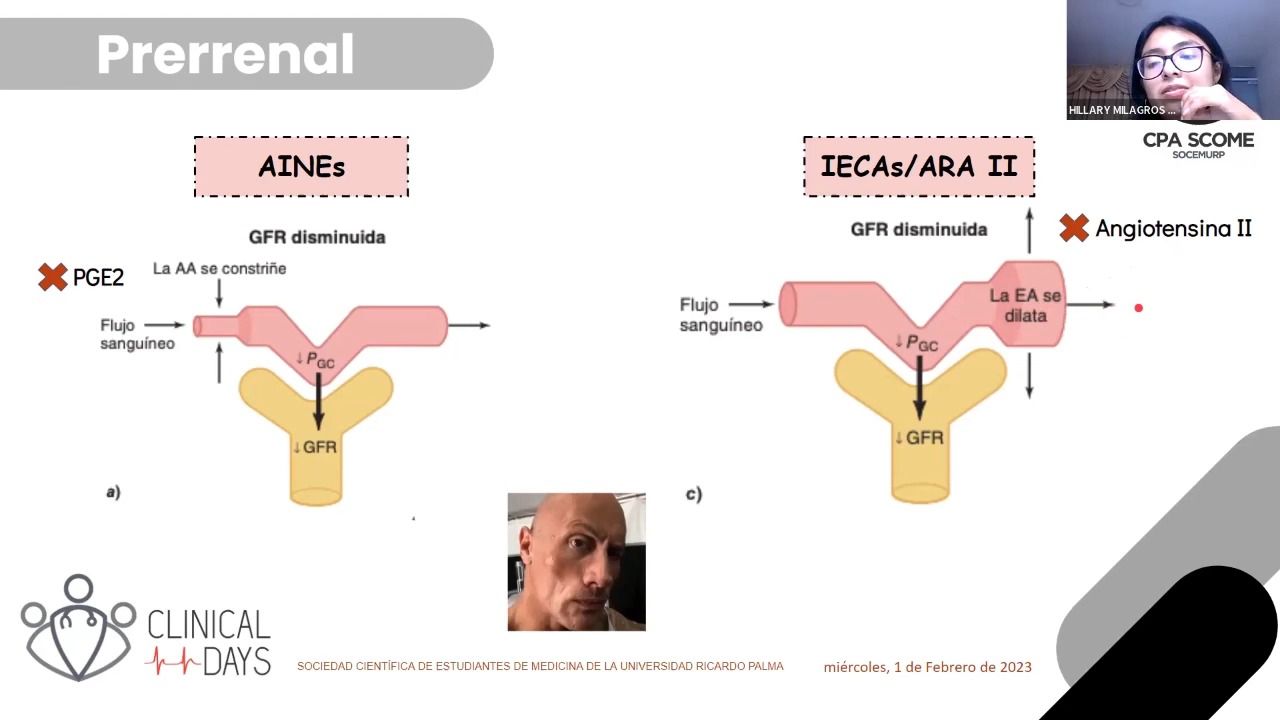 Prerrenal
HILLARY MILAGROS ...
CPA SCOME
SOCEMURP
AINEs
GFR disminuida
PGE2
La AA se constriñe
Flujo
sanguíneo
↓PGC
↓GFR
a)
IECAs/ARA II
GFR disminuida
Angiotensina II
Flujo
sanguíneo
La EA se
dilata
↓PGC
↓GFR
c)
CLINICAL
DAYS
SOCIEDAD CIENTÍFICA DE ESTUDIANTES DE MEDICINA DE LA UNIVERSIDAD RICARDO PALMA
miércoles, 1 de Febrero de 2023